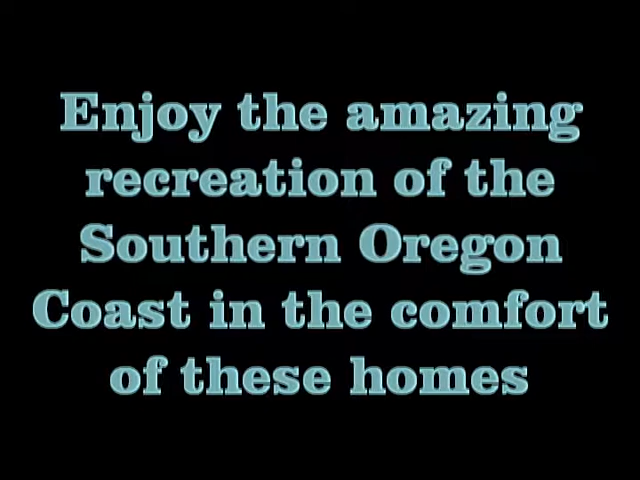 Enjoy the amazing
recreation of the
Southern Oregon
Coast in the comfort
of these homes